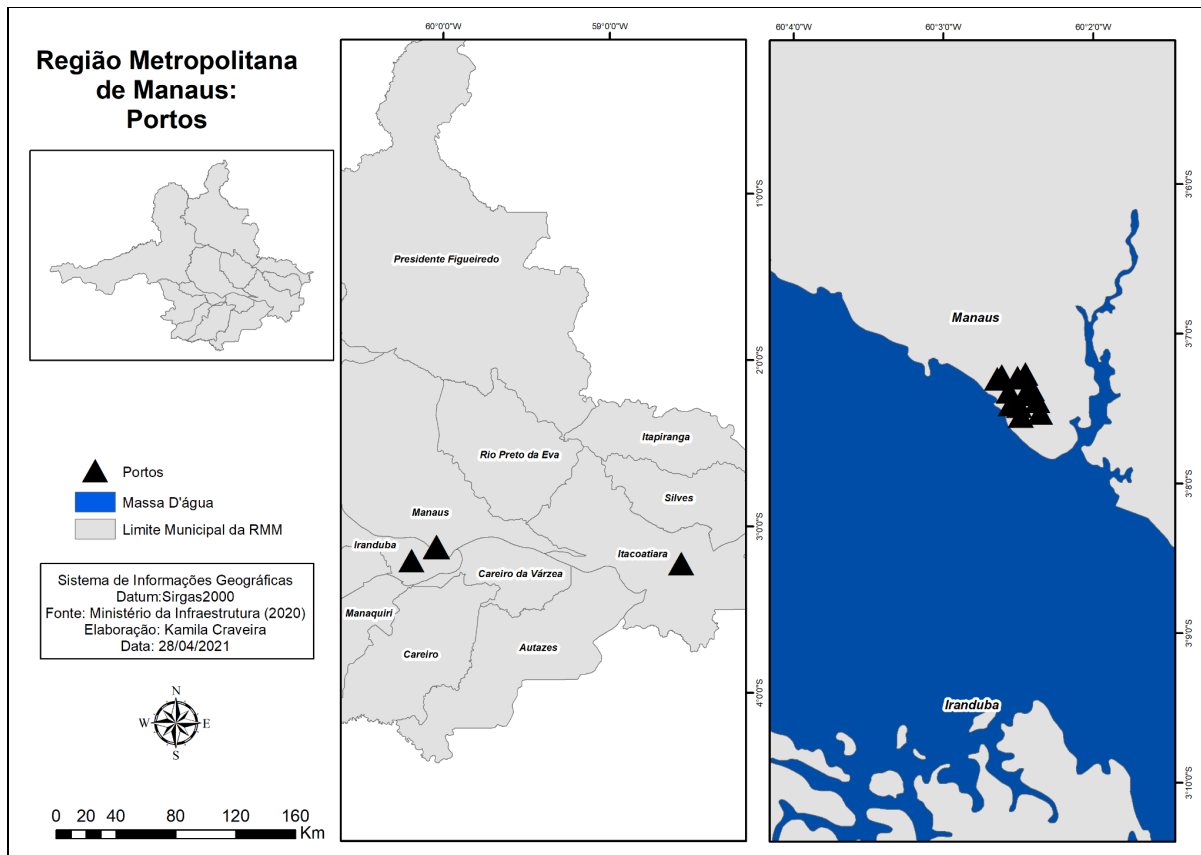 Região Metropolitana
de Manaus:
Portos
Portos
Massa D'água
Limite Municipal da RMM
Sistema de Informações Geográficas
Datum:Sirgas2000
Fonte: Ministério da Infraestrutura (2020)
Elaboração: Kamila Craveira
Data: 28/04/2021
N
W
E
S
0 20 40 80 120 160
Km
60°0'0"W
59°0'0"W
1°0'0"S
2°0'0"S
3°0'0"S
4°0'0"S
Presidente Figueiredo
Itapiranga
Rio Preto da Eva
Silves
Manaus
Iranduba
Itacoatiara
Careiro da Várzea
Manaquiri
Autazes
Careiro
60°4'0"W
60°3'0"W
60°2'0"W
3°6'0"S
3°7'0"S
3°8'0"S
3°9'0"S
3°10'0"S
Manaus
Iranduba